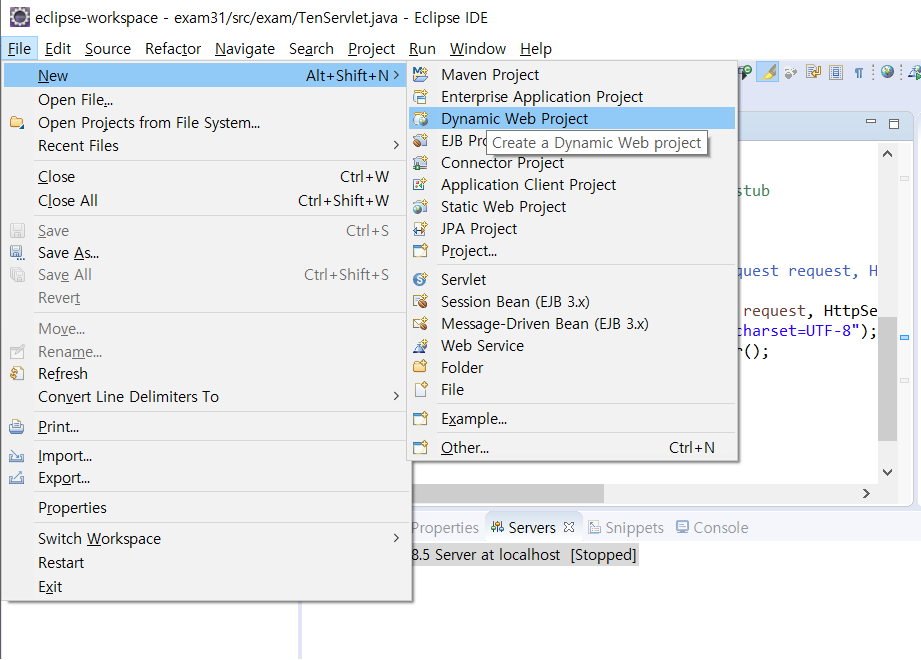 eclipse-workspace - exam31/src/exam/TenServlet.java - Eclipse IDE
File Edit Source Refactor Navigate Search Project Run Window Help
New Alt+Shift+N
Open File...
Open Projects from File System...
Recent Files
Close Ctrl+W
Close All Ctrl+Shift+W
Save Ctrl+S
Save As...
Save All Ctrl+Shift+S
Revert
Move...
Rename...
Refresh
Convert Line Delimiters To
Print...
Import...
Export...
Properties
Switch Workspace
Restart
Exit
Maven Project
Enterprise Application Project
Dynamic Web Project
EJB Pro
Create a Dynamic Web project
Connector Project
Application Client Project
Static Web Project
JPA Project
Project...
Servlet
Session Bean (EJB 3.x)
Message-Driven Bean (EJB 3.x)
Web Service
Folder
File
Example...
Other... Ctrl+N
stub
quest request, H
request, HttpSe
charset=UTF-8");
r();
Properties Servers Snippets Console
8.5 Server at localhost [Stopped]